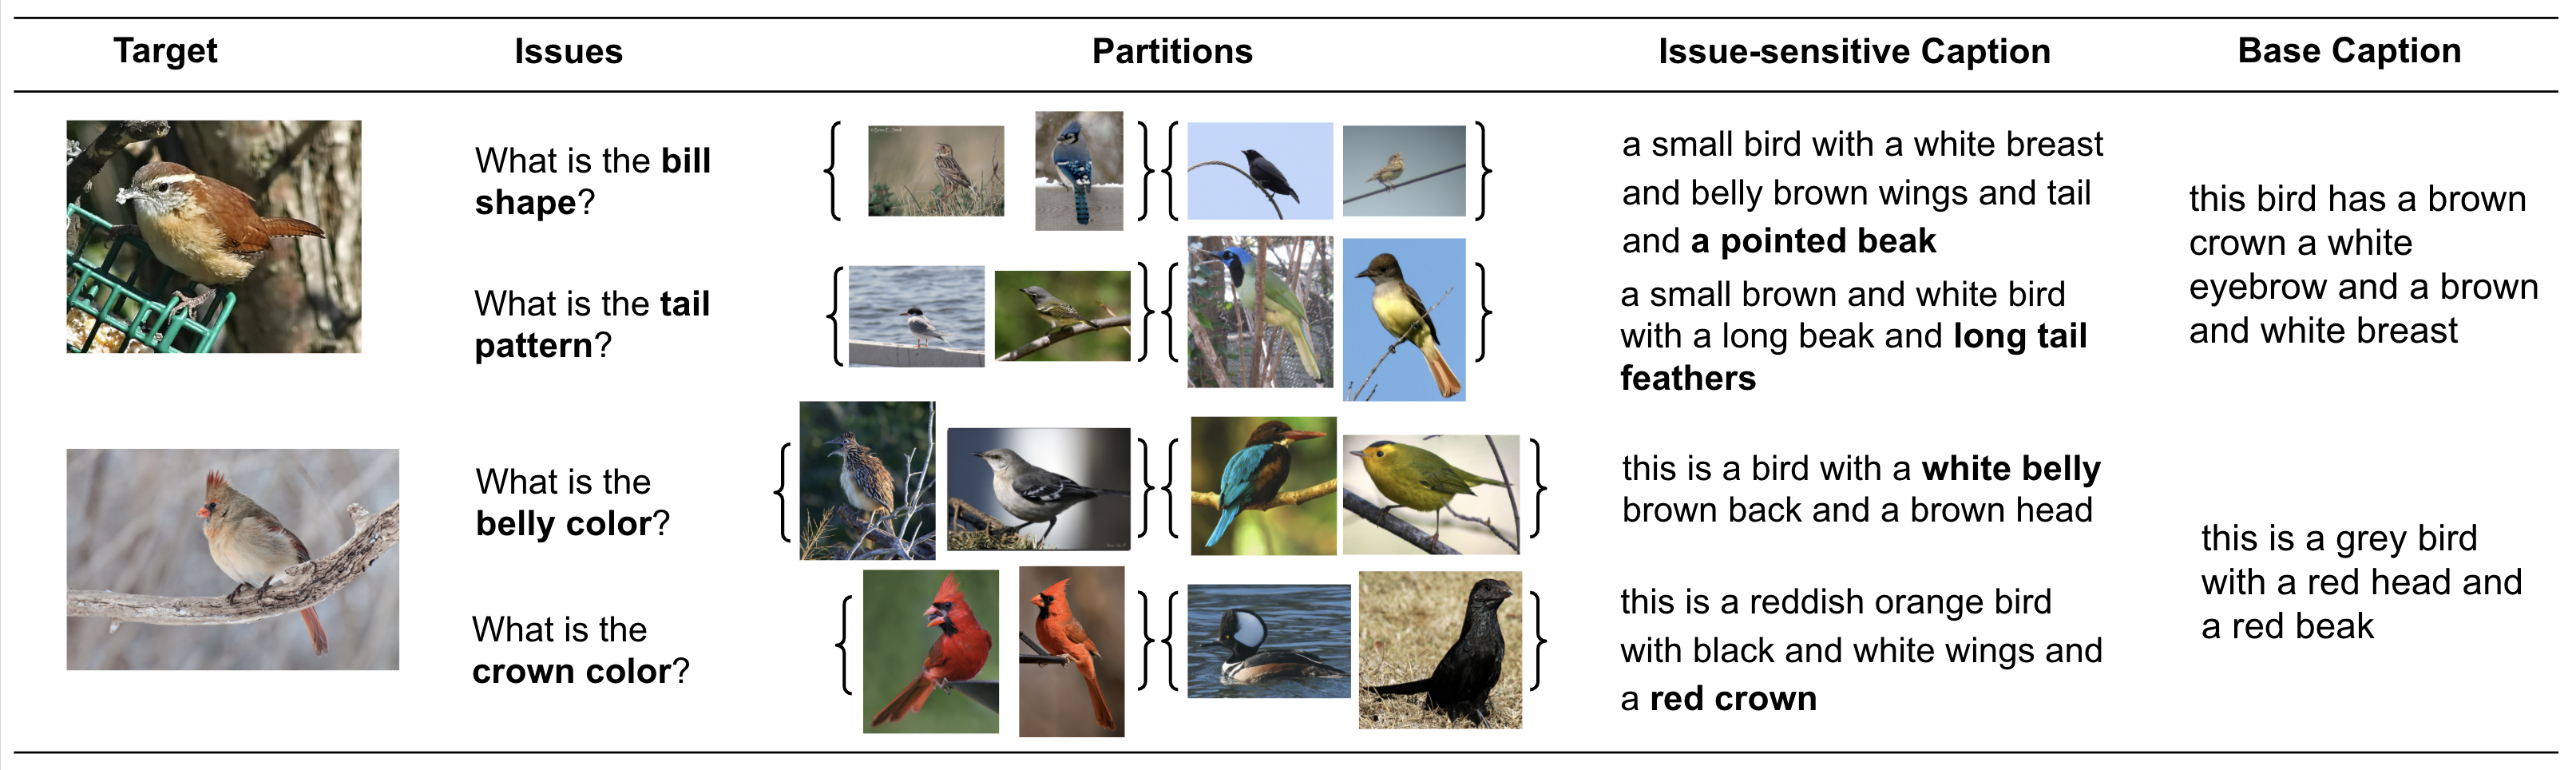 Target Issues Partitions Issue-sensitive Caption Base Caption
What is the bill
shape?
a small bird with a white breast
and belly brown wings and tail
and a pointed beak
What is the tail
pattern?
a small brown and white bird
with a long beak and long tail
feathers
this bird has a brown
crown a white
eyebrow and a brown
and white breast
What is the
belly color?
this is a bird with a white belly
brown back and a brown head
What is the
crown color?
this is a reddish orange bird
with black and white wings and
a red crown
this is a grey bird
with a red head and
a red beak